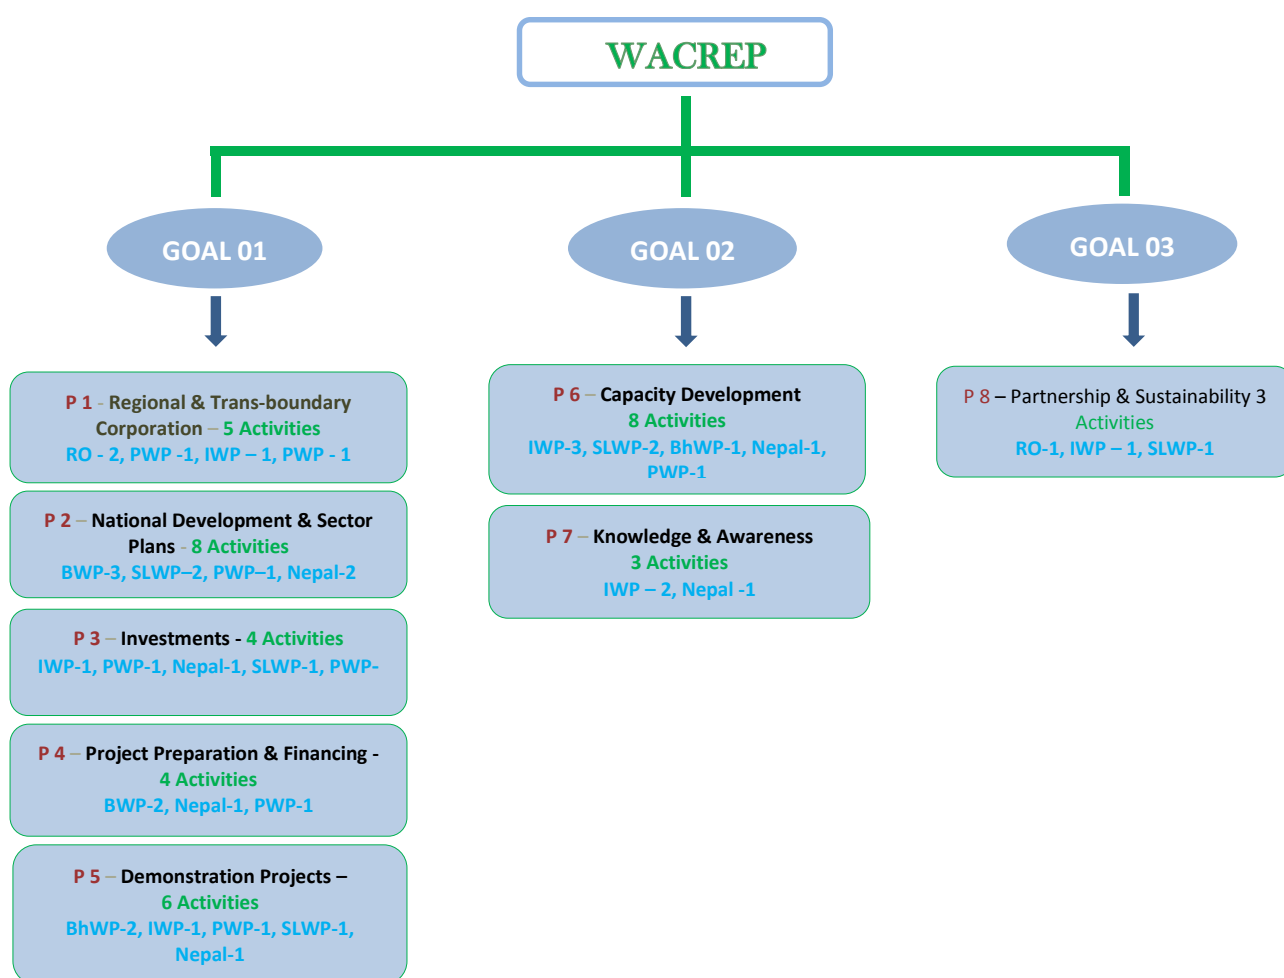 WACREP
GOAL 01
P 1 - Regional & Trans-boundary
Corporation – 5 Activities
RO - 2, PWP -1, IWP – 1, PWP - 1
P 2 – National Development & Sector
Plans - 8 Activities
BWP-3, SLWP–2, PWP–1, Nepal-2
P 3 – Investments - 4 Activities
IWP-1, PWP-1, Nepal-1, SLWP-1, PWP-
P 4 – Project Preparation & Financing -
4 Activities
BWP-2, Nepal-1, PWP-1
P 5 – Demonstration Projects –
6 Activities
BhWP-2, IWP-1, PWP-1, SLWP-1,
Nepal-1
GOAL 02
P 6 – Capacity Development
8 Activities
IWP-3, SLWP-2, BhWP-1, Nepal-1,
PWP-1
P 7 – Knowledge & Awareness
3 Activities
IWP – 2, Nepal -1
GOAL 03
P 8 – Partnership & Sustainability 3
Activities
RO-1, IWP – 1, SLWP-1